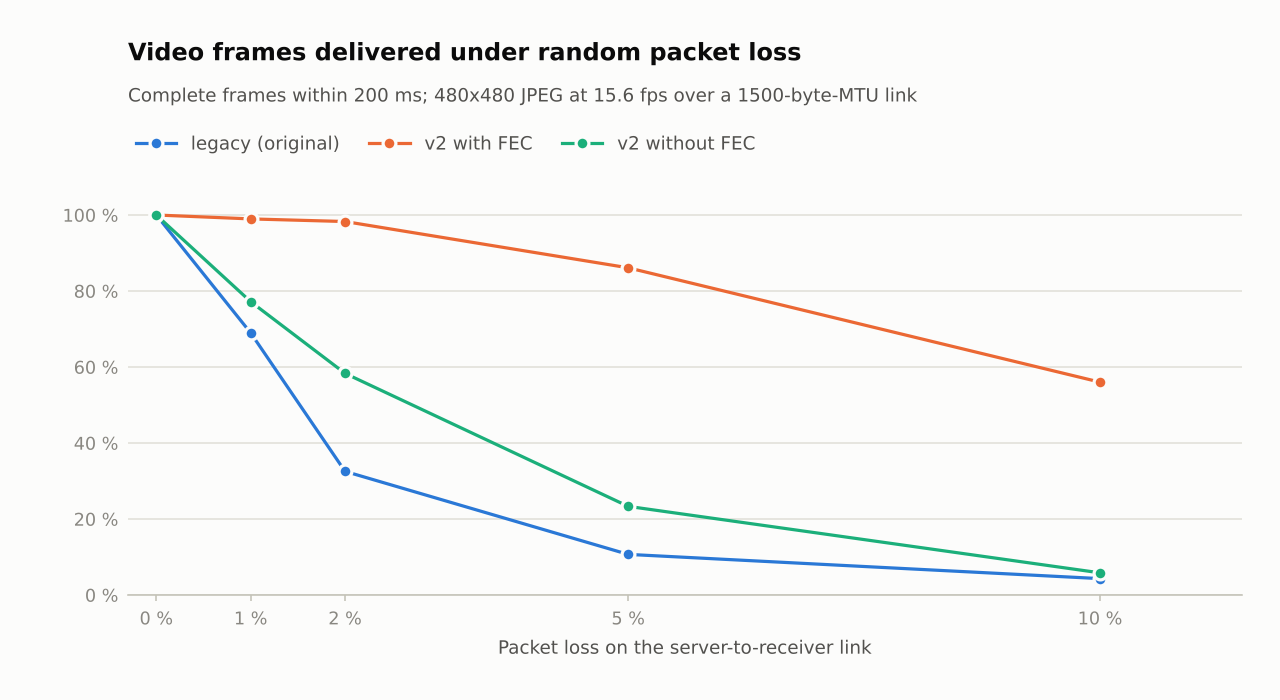 Video frames delivered under random packet loss
Complete frames within 200 ms; 480x480 JPEG at 15.6 fps over a 1500-byte-MTU link
legacy (original) v2 with FEC v2 without FEC
100 %
80 %
60 %
40 %
20 %
0 %
0 % 1 % 2 % 5 % 10 %
Packet loss on the server-to-receiver link